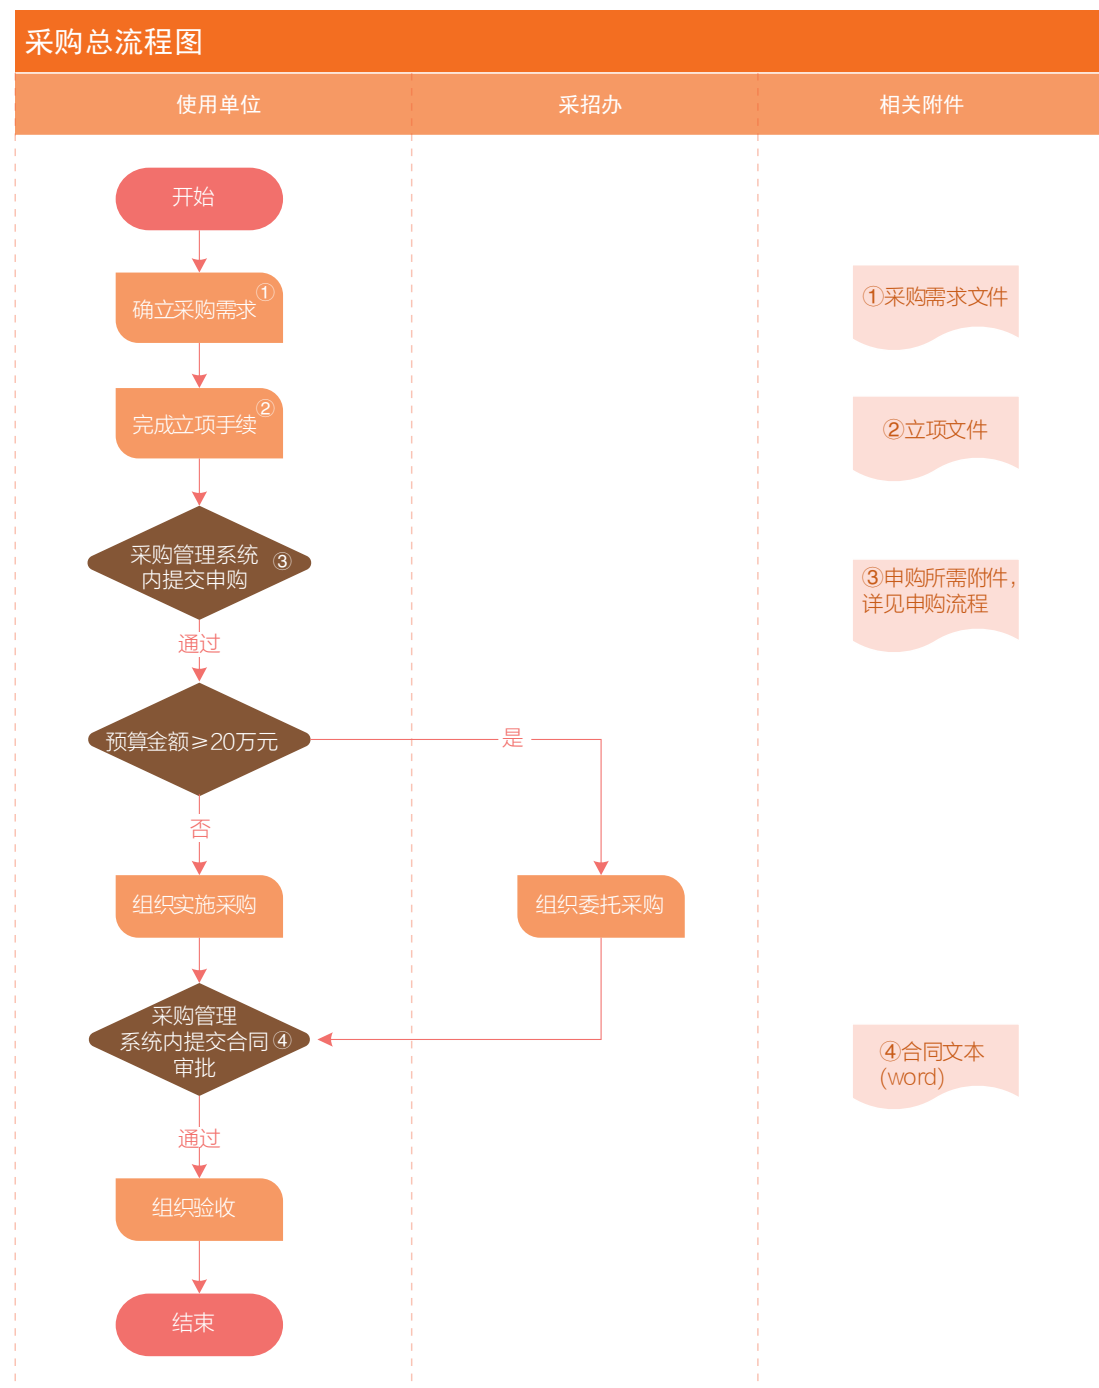 采购总流程图
使用单位
采招办
相关附件
开始
确立采购需求①
①采购需求文件
完成立项手续②
②立项文件
采购管理系统 ③
内提交申购
③申购所需附件，
详见申购流程
通过
预算金额≥20万元
是
否
组织实施采购
组织委托采购
采购管理
系统内提交合同④
审批
④合同文本
(word)
通过
组织验收
结束